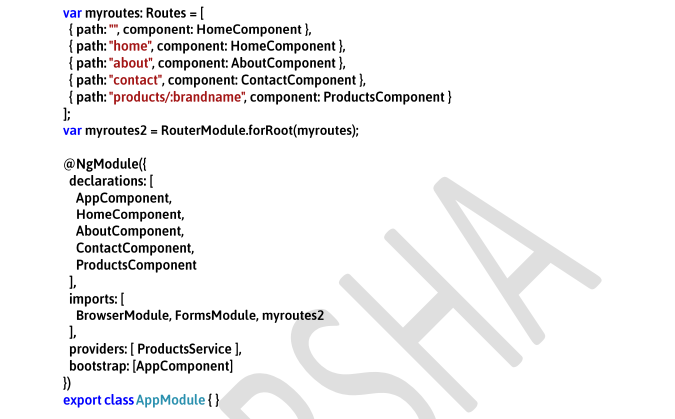 var myroutes: Routes = [
{ path: "", component: HomeComponent },
{ path: "home", component: HomeComponent },
{ path: "about", component: AboutComponent },
{ path: "contact", component: ContactComponent },
{ path: "products/:brandname", component: ProductsComponent }
];
var myroutes2 = RouterModule.forRoot(myroutes);
@NgModule({
declarations: [
AppComponent,
HomeComponent,
AboutComponent,
ContactComponent,
ProductsComponent
],
imports: [
BrowserModule, FormsModule, myroutes2
],
providers: [ ProductsService ],
bootstrap: [AppComponent]
})
export class AppModule { }